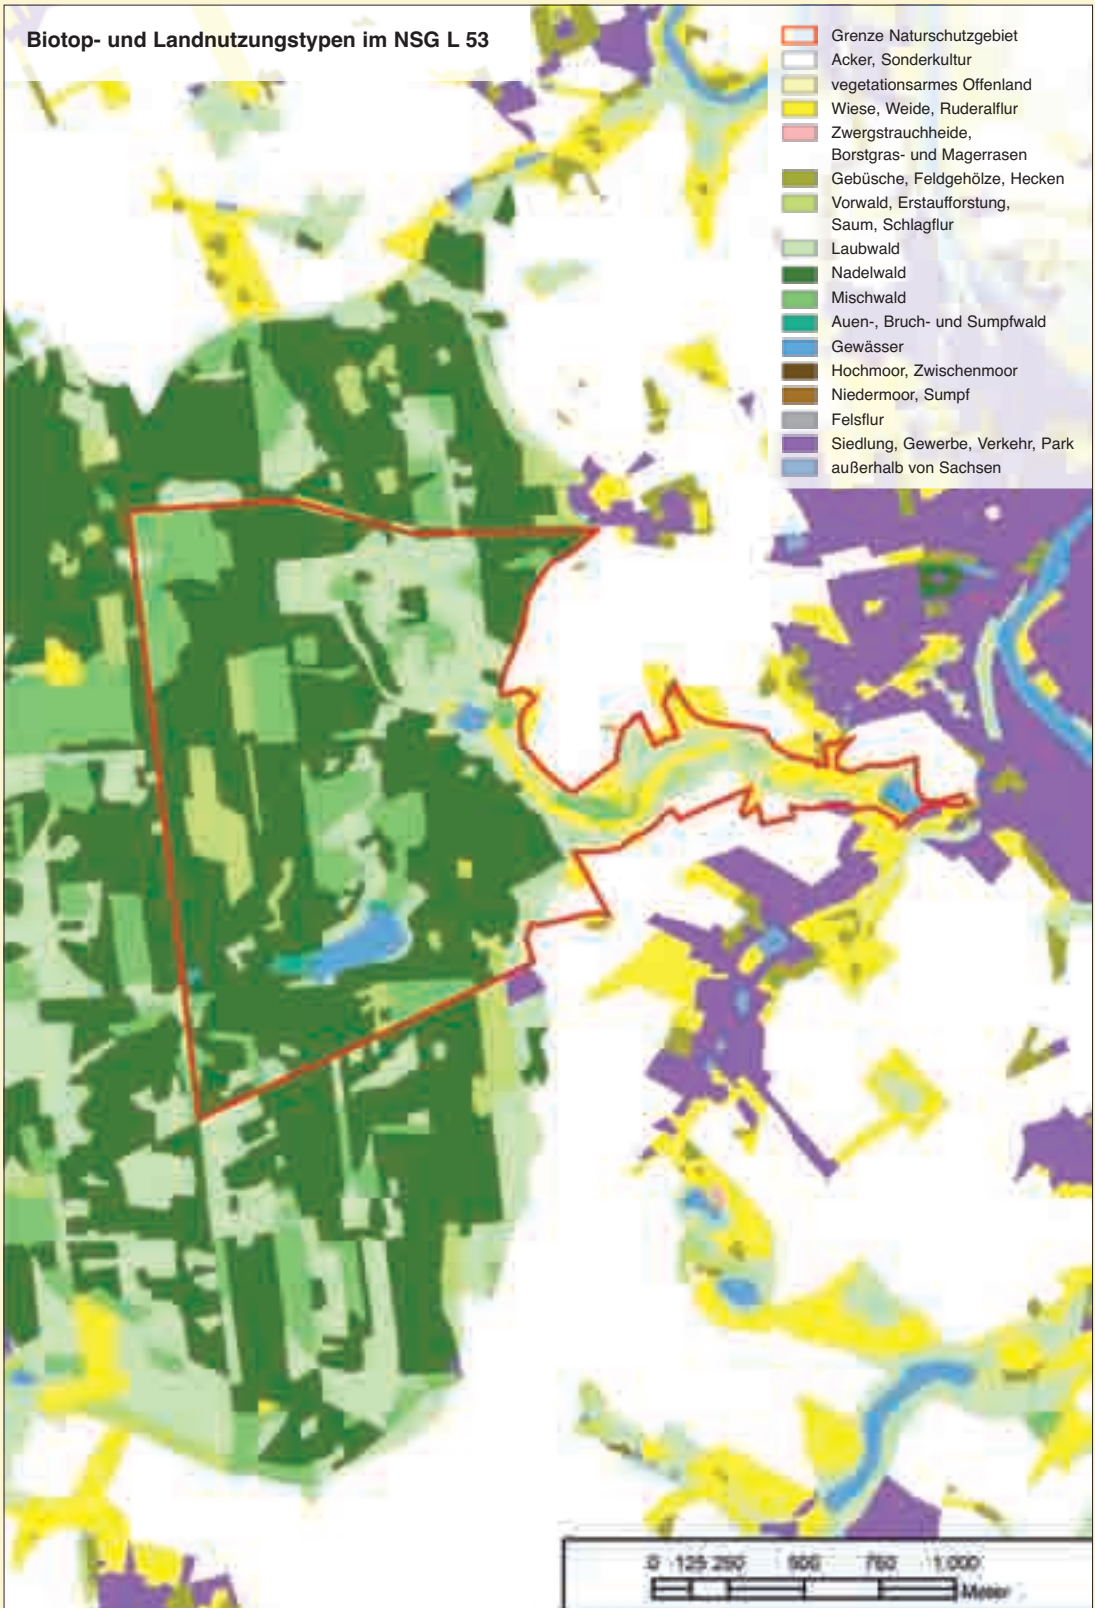 Biotop- und Landnutzungstypen im NSG L 53
Grenze Naturschutzgebiet
Acker, Sonderkultur
vegetationsarmes Offenland
Wiese, Weide, Ruderalflur
Zwergstrauchheide,
Borstgras- und Magerrasen
Gebüsche, Feldgehölze, Hecken
Vorwald, Erstaufforstung,
Saum, Schlagflur
Laubwald
Nadelwald
Mischwald
Auen-, Bruch- und Sumpfwald
Gewässer
Hochmoor, Zwischenmoor
Niedermoor, Sumpf
Felsflur
Siedlung, Gewerbe, Verkehr, Park
außerhalb von Sachsen
0 125 250 500 750 1.000
Meter